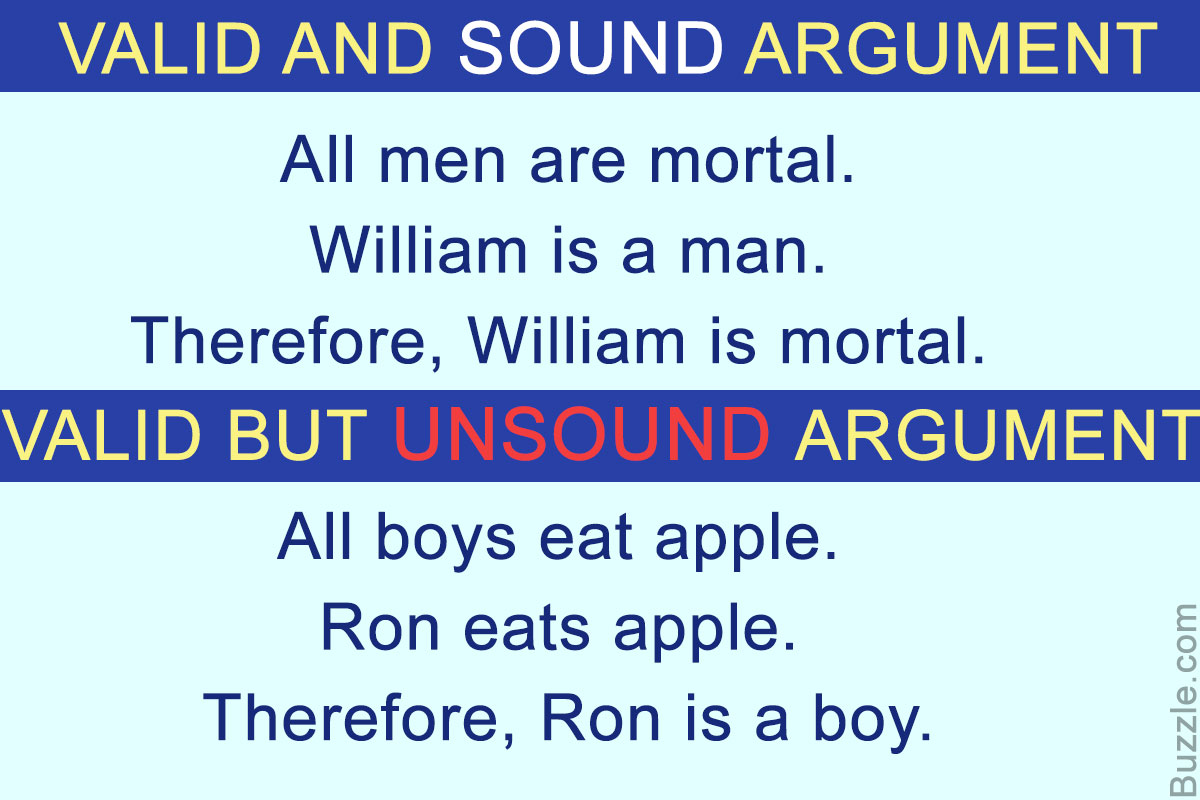 VALID AND SOUND ARGUMENT
All men are mortal.
William is a man.
Therefore, William is mortal.
VALID BUT UNSOUND ARGUMENT
All boys eat apple.
Ron eats apple.
Therefore, Ron is a boy.
Buzzle.com